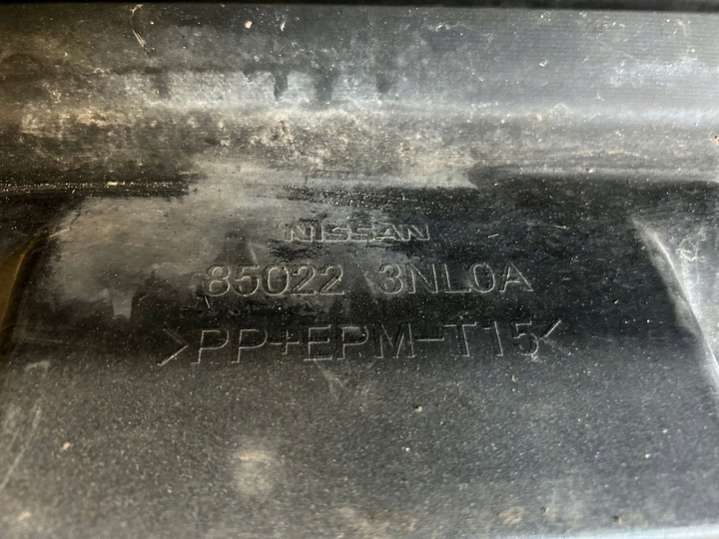 NISSAN
85022 3NL0A
>PP+EPM-T15<